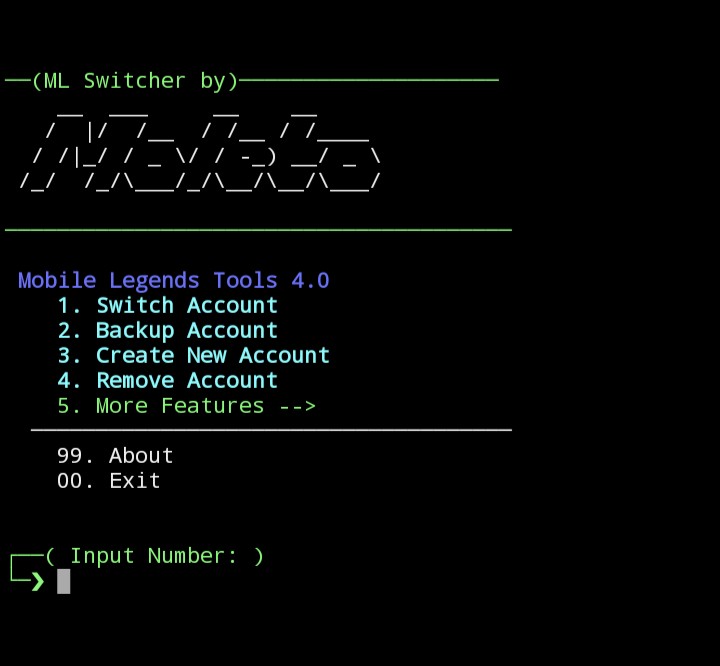 (ML Switcher by)
Moleto
Mobile Legends Tools 4.0
1. Switch Account
2. Backup Account
3. Create New Account
4. Remove Account
5. More Features -->
99. About
00. Exit
( Input Number: )
❯